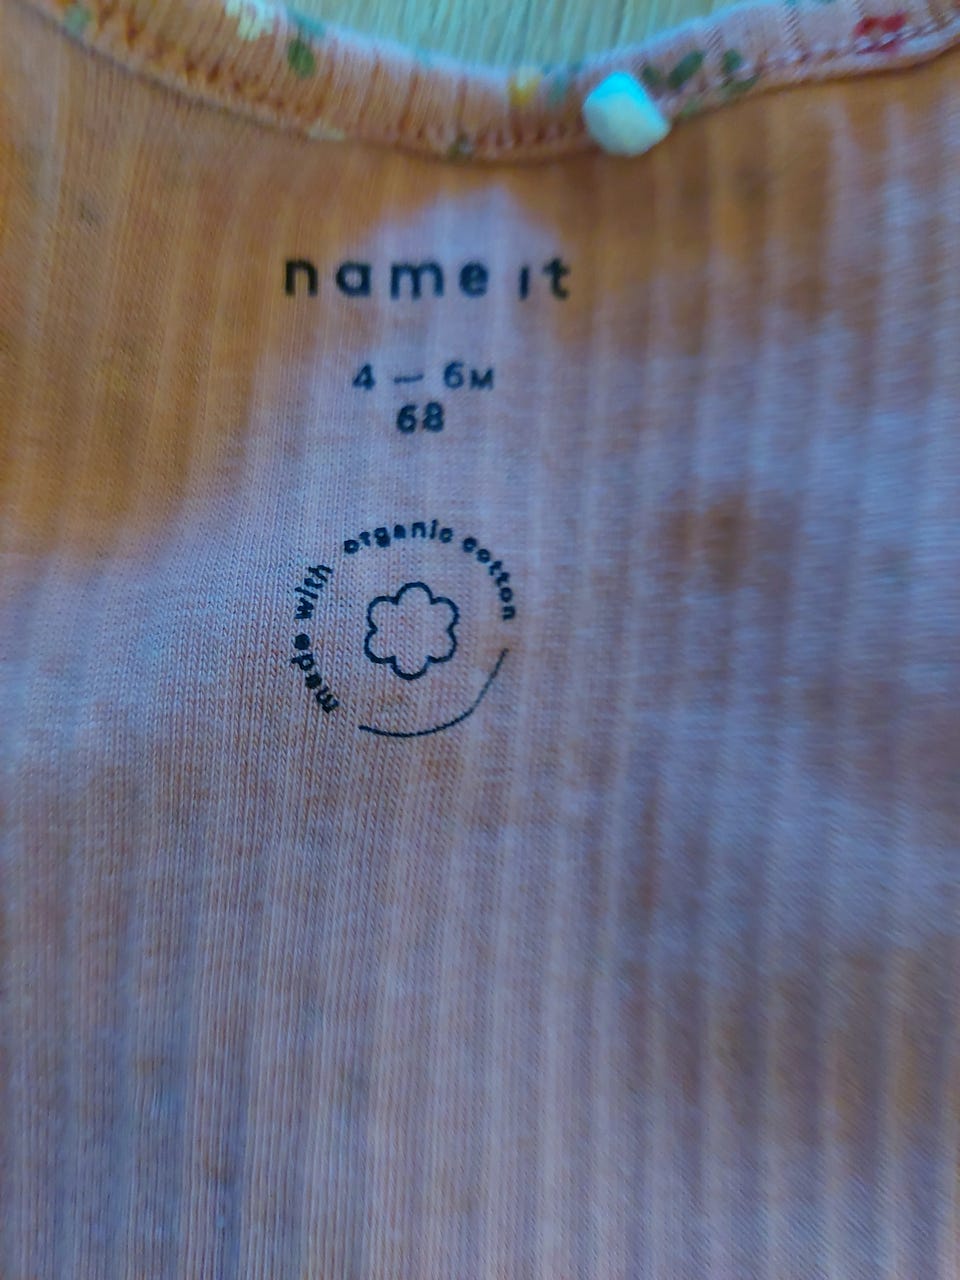 name it
4 — 6M
68
made with organic cotton